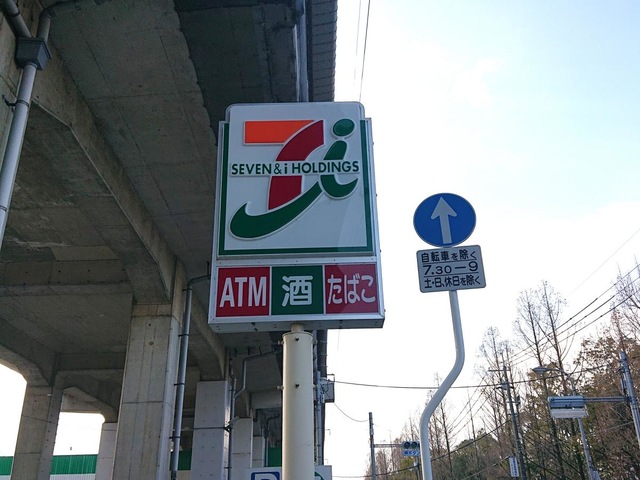 SEVEN & i HOLDINGS
ATM 酒 たばこ
自転車を除く
7.30－9
土・日、休日を除く
P